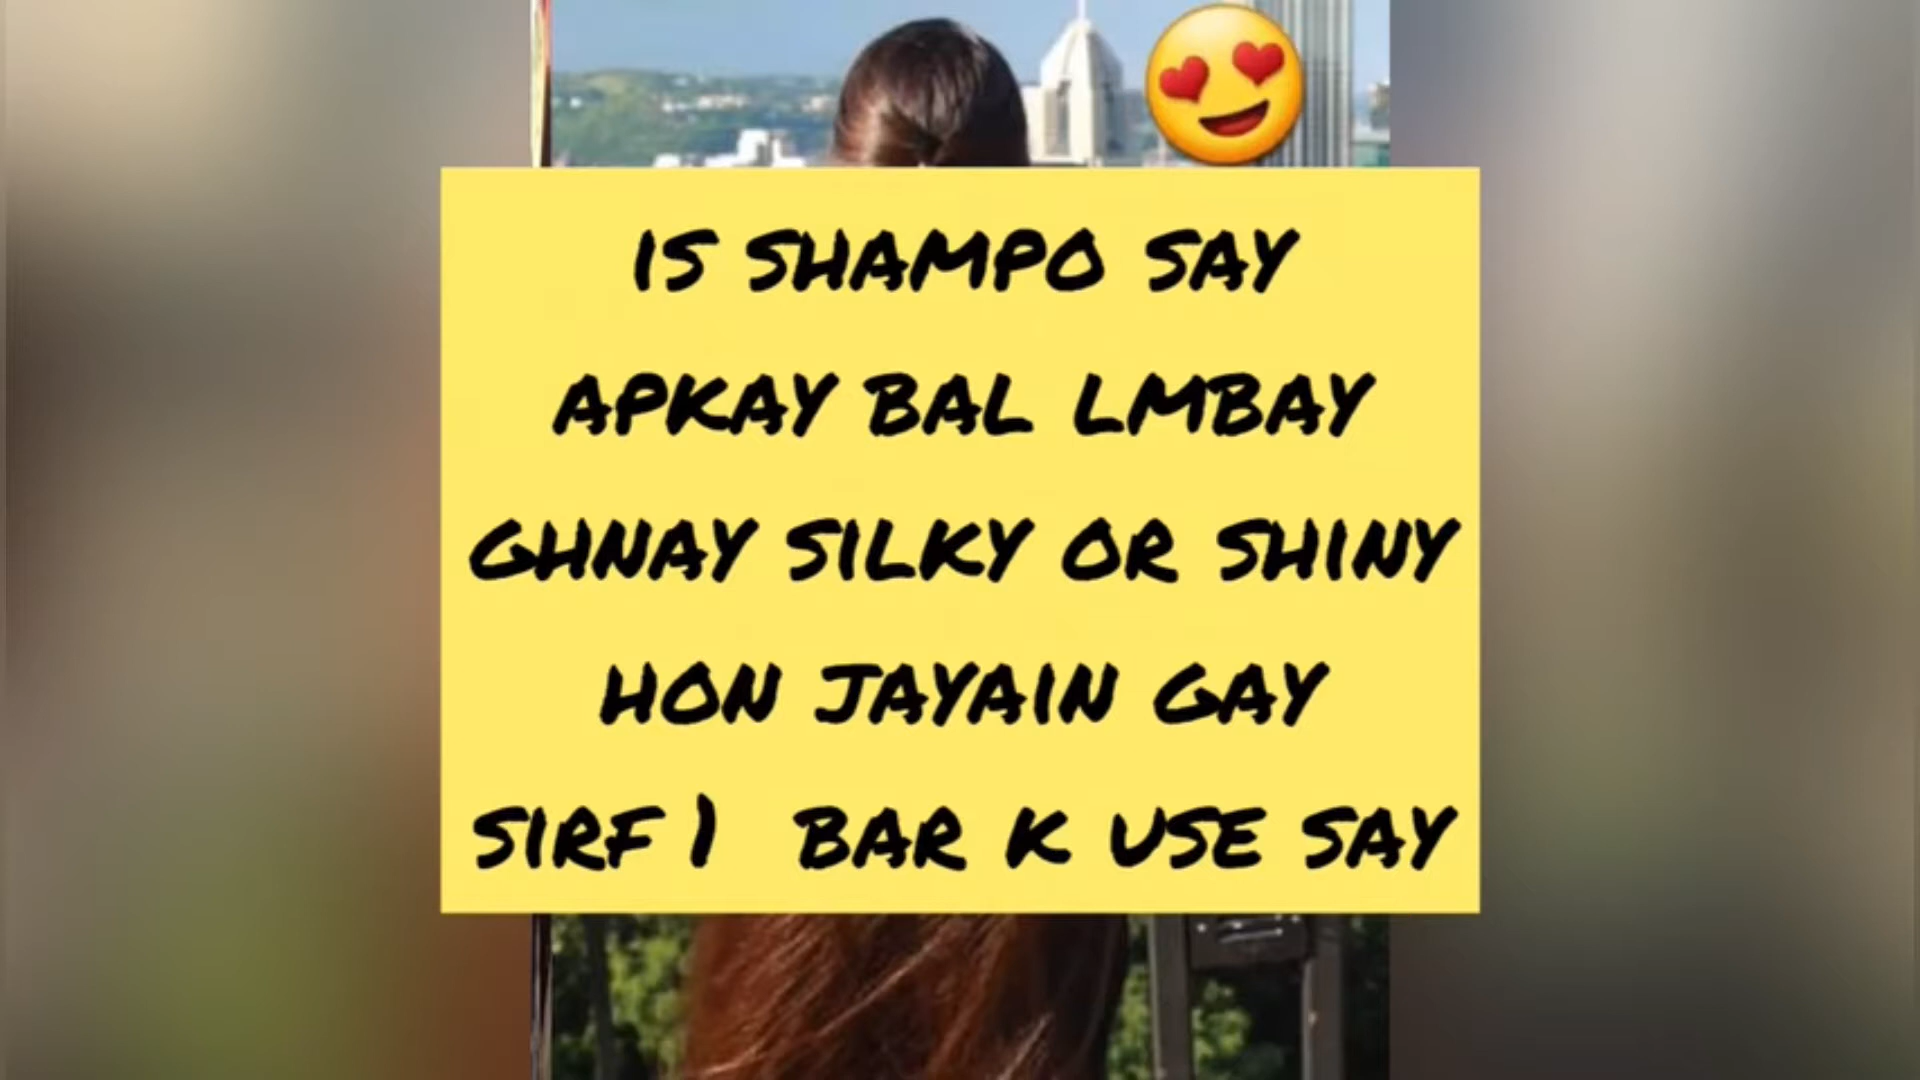 IS SHAMPO SAY
APKAY BAL LMBAY
GHNAY SILKY OR SHINY
HON JAYAIN GAY
SIRF 1 BAR K USE SAY